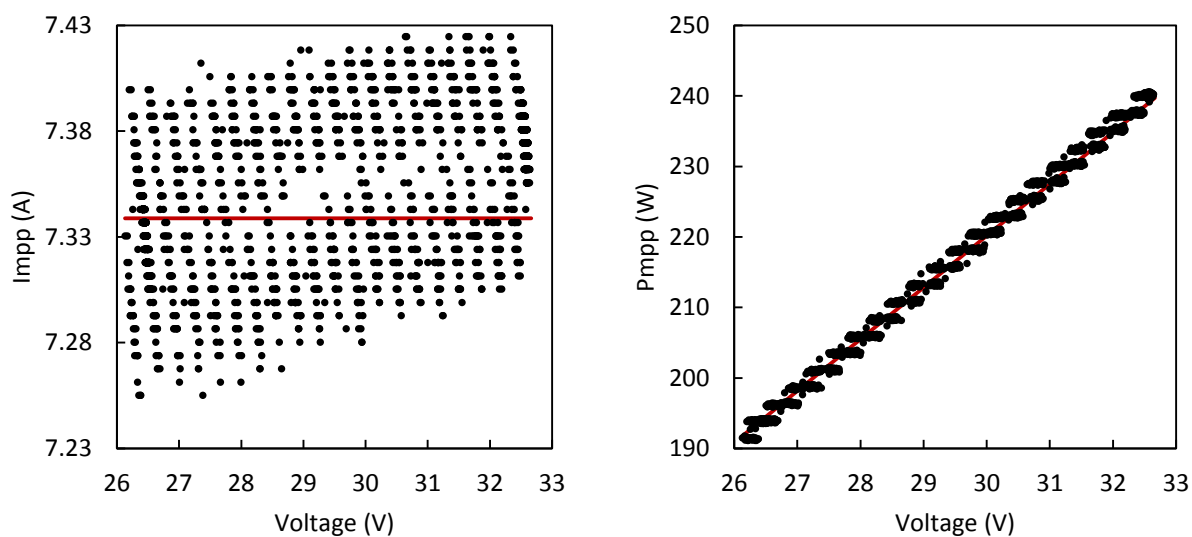 7.43
7.38
7.33
7.28
7.23
Impp (A)
26 27 28 29 30 31 32 33
Voltage (V)
250
240
230
220
210
200
190
Pmpp (W)
26 27 28 29 30 31 32 33
Voltage (V)